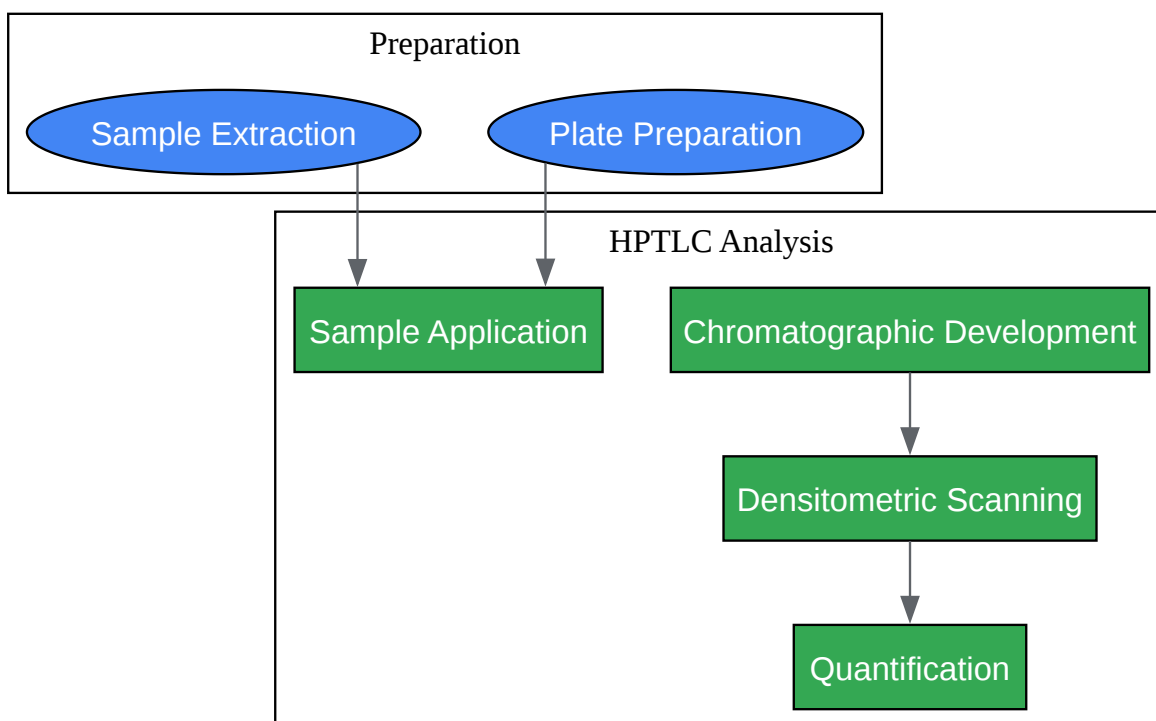 Preparation
Sample Extraction
Plate Preparation
HPTLC Analysis
Sample Application
Chromatographic Development
Densitometric Scanning
Quantification